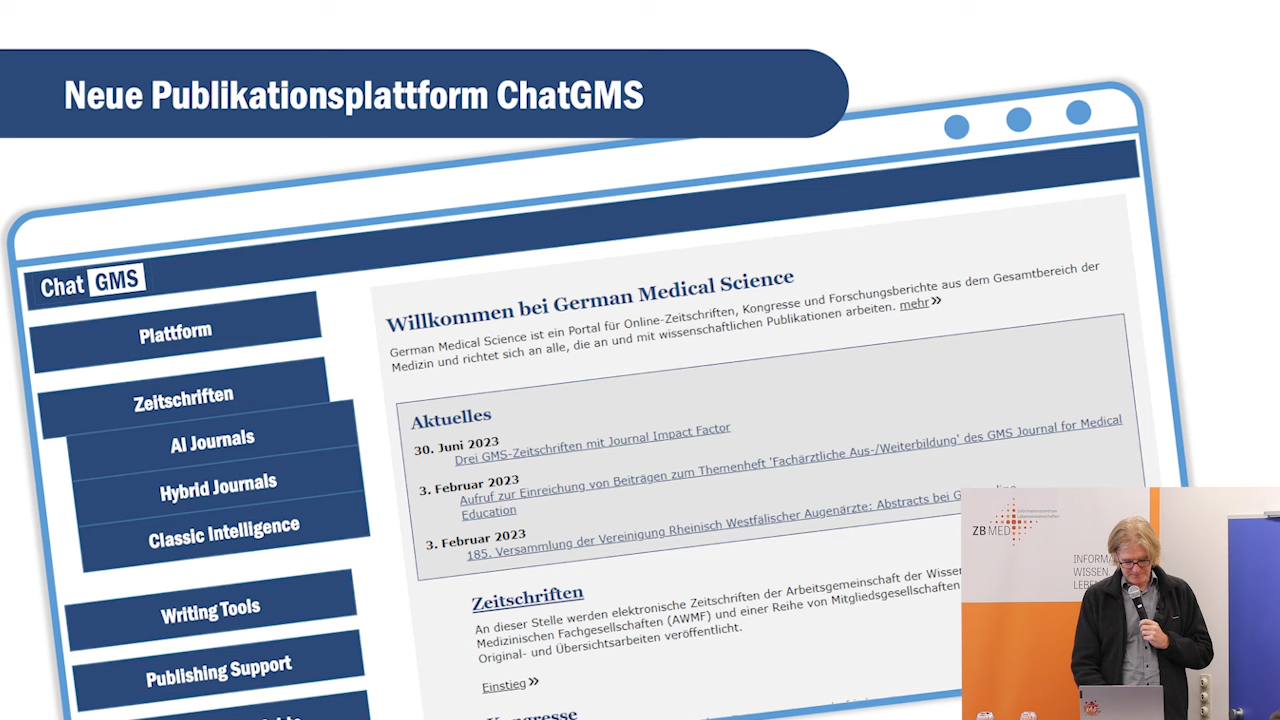 Neue Publikationsplattform ChatGMS
Chat GMS
Plattform
Zeitschriften
AI Journals
Hybrid Journals
Classic Intelligence
Writing Tools
Publishing Support
Willkommen bei German Medical Science
German Medical Science ist ein Portal für Online-Zeitschriften, Kongresse und Forschungsberichte aus dem Gesamtbereich der
Medizin und richtet sich an alle, die an und mit wissenschaftlichen Publikationen arbeiten. mehr »
Aktuelles
30. Juni 2023
Drei GMS-Zeitschriften mit Journal Impact Factor
3. Februar 2023
Aufruf zur Einreichung von Beiträgen zum Themenheft 'Fachärztliche Aus-/Weiterbildung' des GMS Journal for Medical
Education
3. Februar 2023
185. Versammlung der Vereinigung Rheinisch Westfälischer Augenärzte: Abstracts bei
Zeitschriften
An dieser Stelle werden elektronische Zeitschriften der Arbeitsgemeinschaft der
Medizinischen Fachgesellschaften (AWMF) und einer Reihe von Mitgliedsgesellschaften
Original- und Übersichtsarbeiten veröffentlicht.
Einstieg »
Kongresse
ZB MED
Informationszentrum
Lebenswissenschaften
WISSEN.